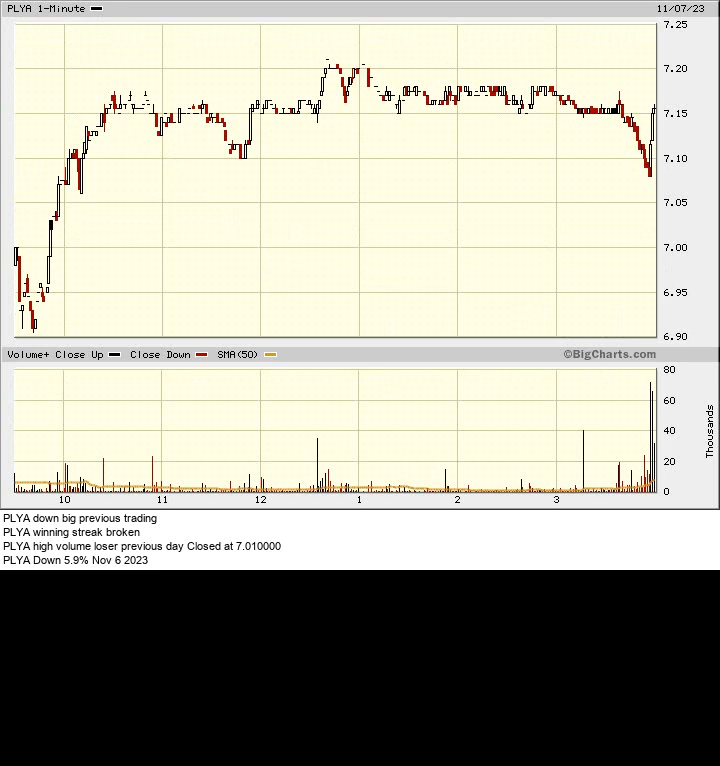 PLYA 1-Minute 11/07/23
7.25
7.20
7.15
7.10
7.05
7.00
6.95
6.90
Volume+ Close Up Close Down SMA(50) ©BigCharts.com
80
60
40
20
0
Thousands
10 11 12 1 2 3
PLYA down big previous trading
PLYA winning streak broken
PLYA high volume loser previous day Closed at 7.010000
PLYA Down 5.9% Nov 6 2023